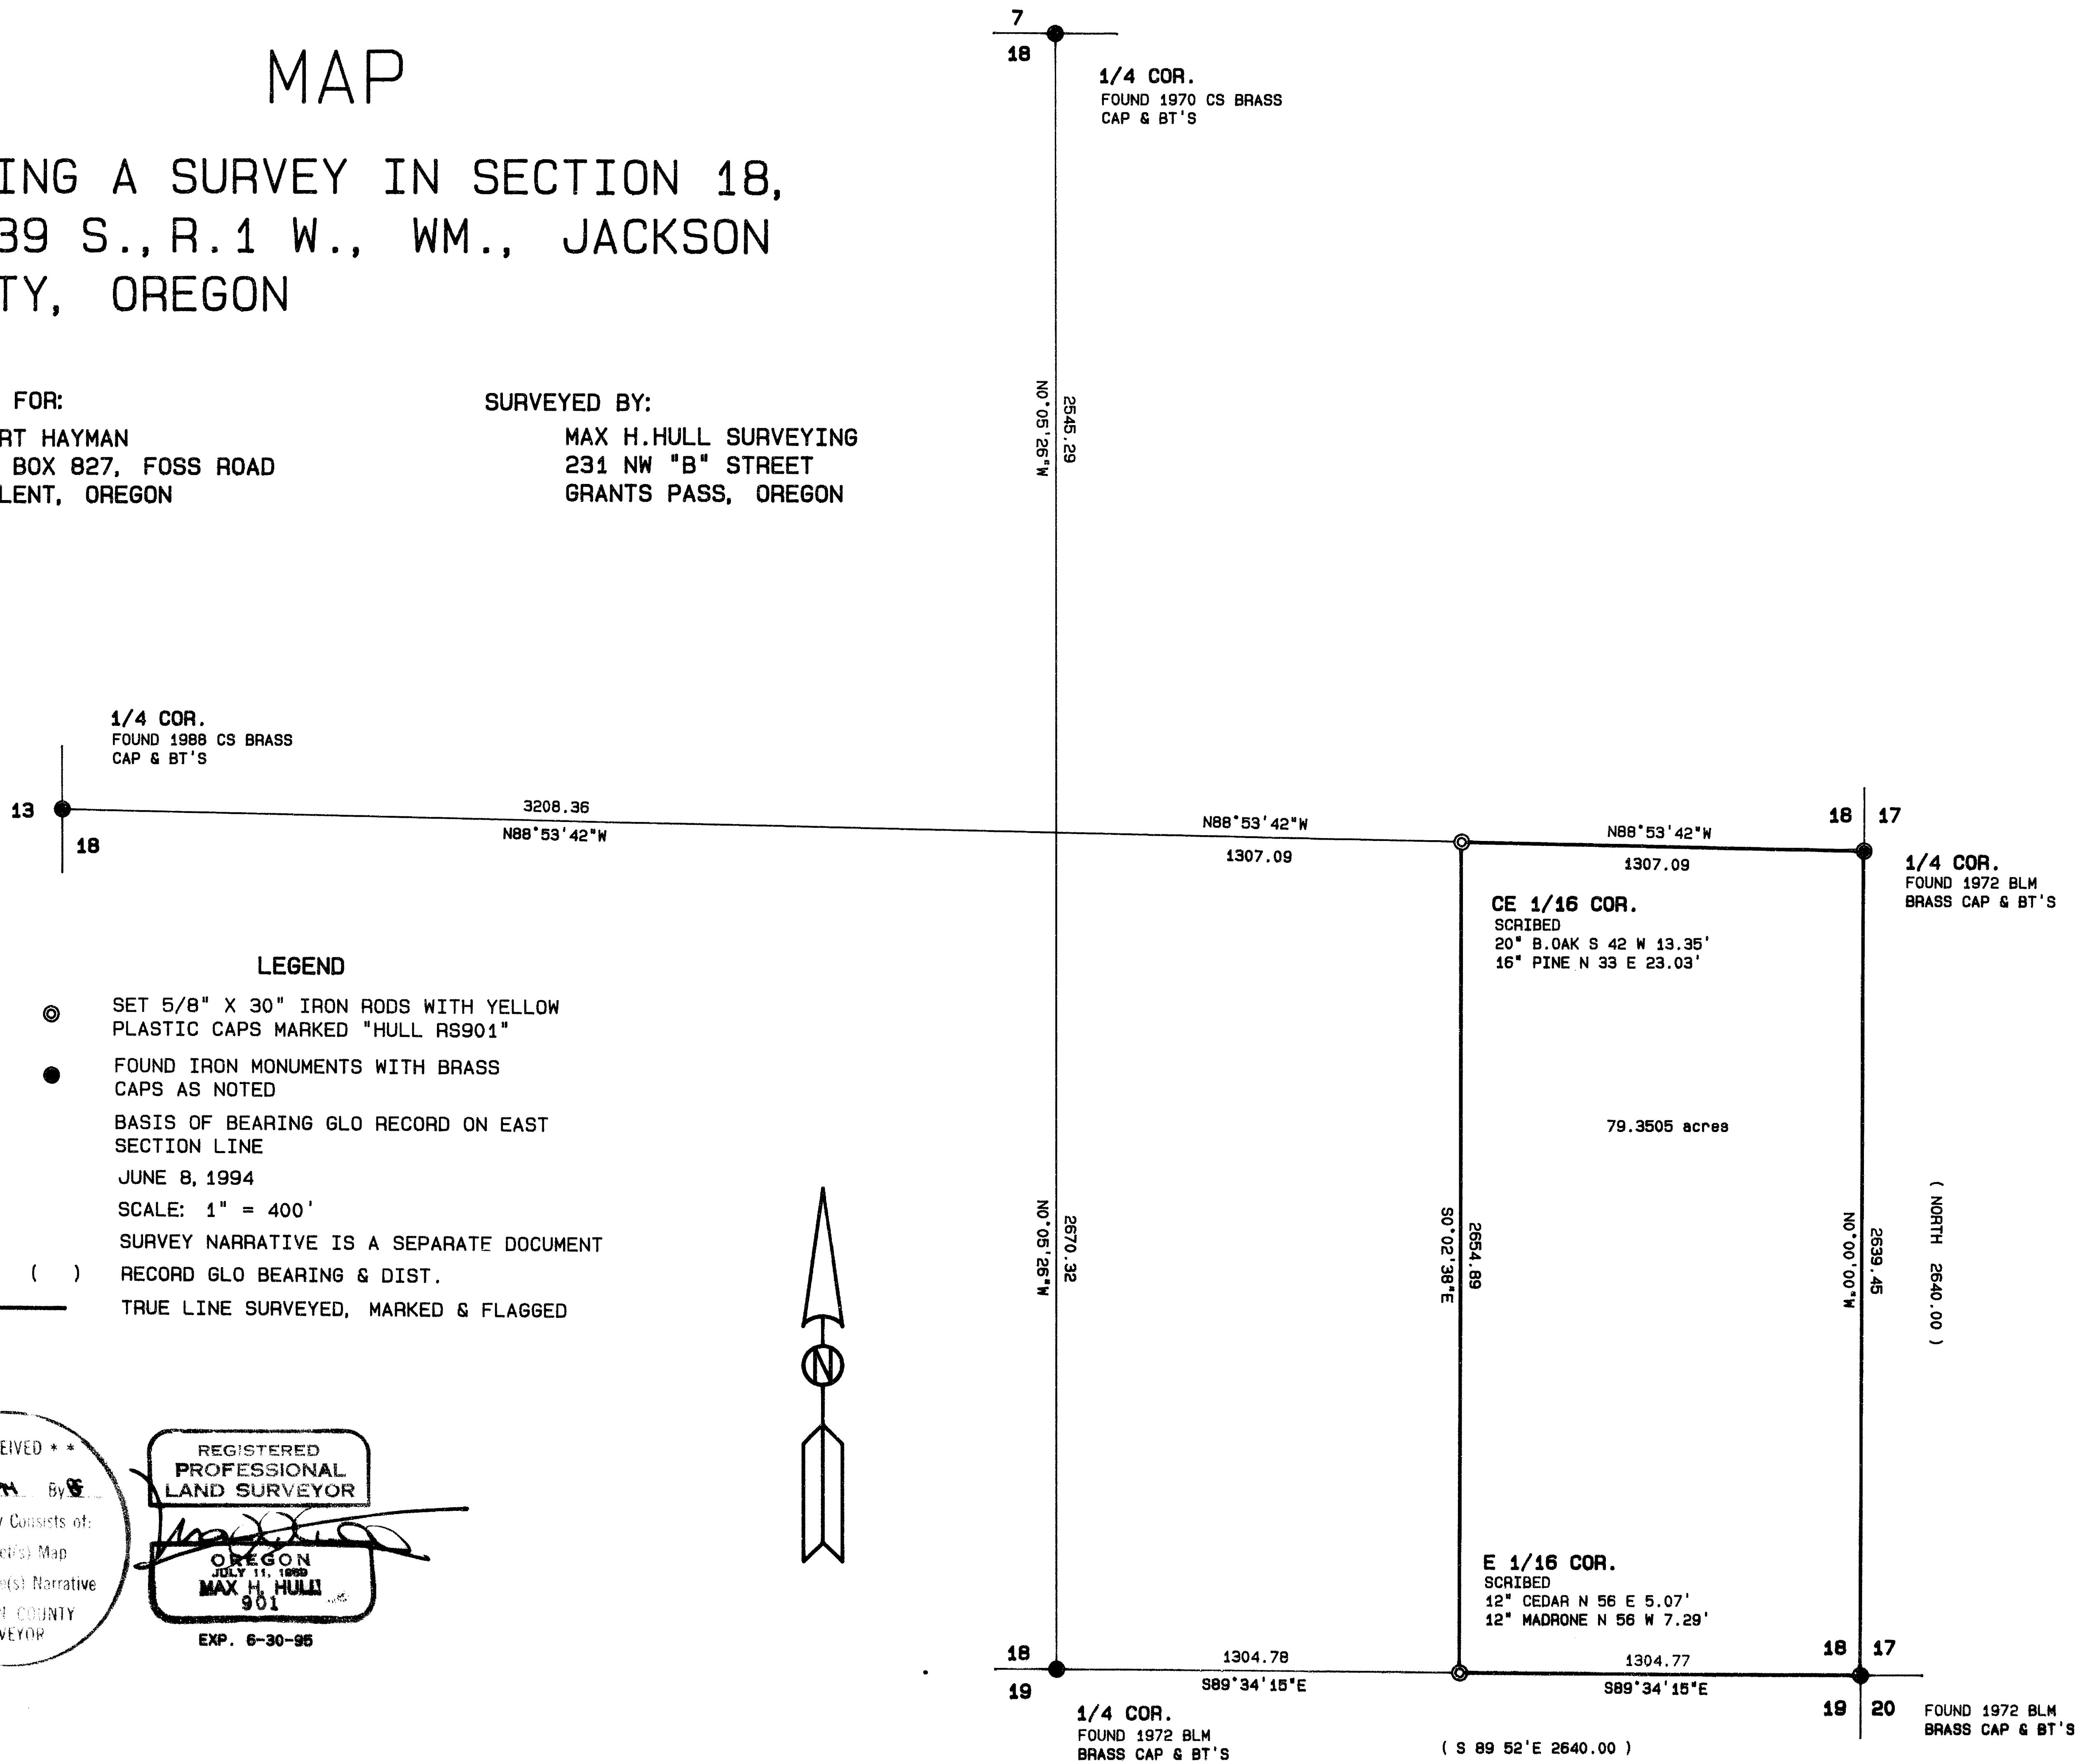 MAP
ING A SURVEY IN SECTION 18,
39 S., R.1 W., WM., JACKSON
TY, OREGON
FOR:
RT HAYMAN
BOX 827, FOSS ROAD
LENT, OREGON
SURVEYED BY:
MAX H.HULL SURVEYING
231 NW "B" STREET
GRANTS PASS, OREGON
7
18
1/4 COR.
FOUND 1970 CS BRASS
CAP & BT'S
N0°05'26"W
2545.29
1/4 COR.
FOUND 1988 CS BRASS
CAP & BT'S
13
18
3208.36
N88°53'42"W
N88°53'42"W
1307.09
N88°53'42"W
1307.09
18 17
1/4 COR.
FOUND 1972 BLM
BRASS CAP & BT'S
CE 1/16 COR.
SCRIBED
20" B.OAK S 42 W 13.35'
16" PINE N 33 E 23.03'
LEGEND
SET 5/8" X 30" IRON RODS WITH YELLOW
PLASTIC CAPS MARKED "HULL RS901"
FOUND IRON MONUMENTS WITH BRASS
CAPS AS NOTED
BASIS OF BEARING GLO RECORD ON EAST
SECTION LINE
JUNE 8, 1994
SCALE: 1" = 400'
SURVEY NARRATIVE IS A SEPARATE DOCUMENT
( ) RECORD GLO BEARING & DIST.
TRUE LINE SURVEYED, MARKED & FLAGGED
N
79.3505 acres
N0°05'26"W
2670.32
S0°02'38"E
2654.89
N0°00'00"W
2639.45
( NORTH 2640.00 )
EIVED * *
By
y Consists of:
et(s) Map
e(s) Narrative
N COUNTY
VEYOR
REGISTERED
PROFESSIONAL
LAND SURVEYOR
OREGON
JULY 11, 1969
MAX H. HULL
901
EXP. 6-30-95
E 1/16 COR.
SCRIBED
12" CEDAR N 56 E 5.07'
12" MADRONE N 56 W 7.29'
18
19
1304.78
S89°34'15"E
1304.77
S89°34'15"E
18 17
19 20
1/4 COR.
FOUND 1972 BLM
BRASS CAP & BT'S
( S 89 52'E 2640.00 )
FOUND 1972 BLM
BRASS CAP & BT'S